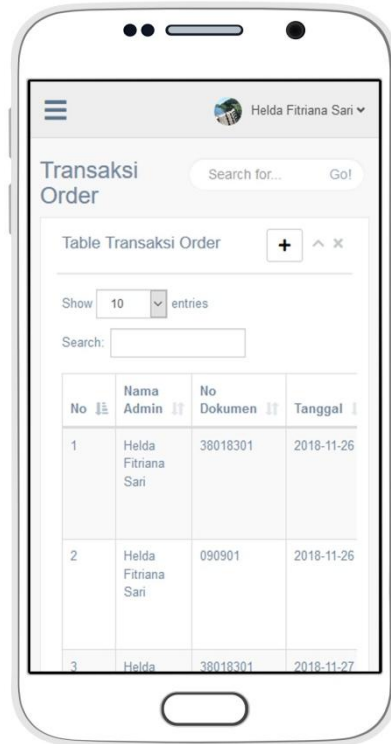 Helda Fitriana Sari
Transaksi
Order
Search for...
Go!
Table Transaksi Order
Show 10 entries
Search:
No
Nama
Admin
No
Dokumen
Tanggal
1
Helda
Fitriana
Sari
38018301
2018-11-26
2
Helda
Fitriana
Sari
090901
2018-11-26
3
Helda
38018301
2018-11-27